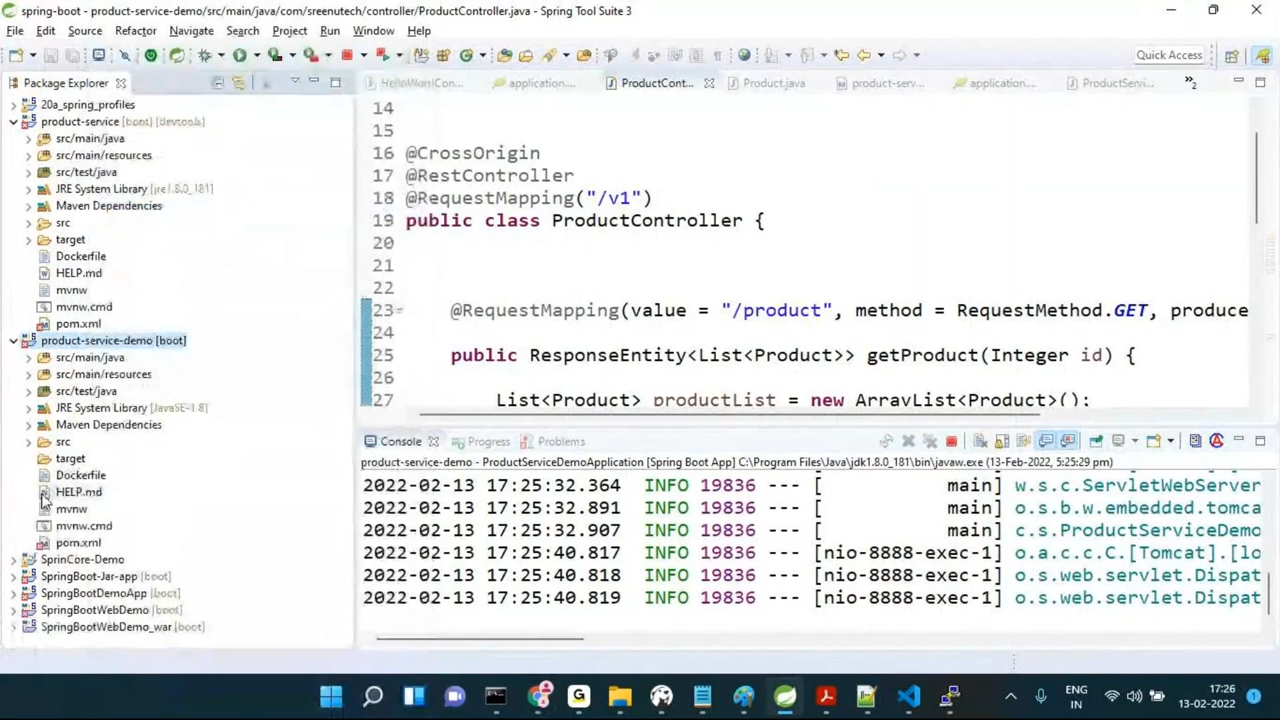 spring-boot - product-service-demo/src/main/java/com/sreenutech/controller/ProductController.java - Spring Tool Suite 3
File Edit Source Refactor Navigate Search Project Run Window Help
Quick Access
Package Explorer
20a_spring_profiles
product-service [boot] [devtools]
src/main/java
src/main/resources
src/test/java
JRE System Library [jre1.8.0_181]
Maven Dependencies
src
target
Dockerfile
HELP.md
mvnw
mvnw.cmd
pom.xml
product-service-demo [boot]
src/main/java
src/main/resources
src/test/java
JRE System Library [JavaSE-1.8]
Maven Dependencies
src
target
Dockerfile
HELP.md
mvnw
mvnw.cmd
pom.xml
SprinCore-Demo
SpringBoot-Jar-app [boot]
SpringBootDemoApp [boot]
SpringBootWebDemo [boot]
SpringBootWebDemo_war [boot]
HelloWorldCon... application.... ProductCont... Product.java product-serv... application.... ProductServi... »2
14
15
16 @CrossOrigin
17 @RestController
18 @RequestMapping("/v1")
19 public class ProductController {
20
21
22
23 @RequestMapping(value = "/product", method = RequestMethod.GET, produce
24
25 public ResponseEntity<List<Product>> getProduct(Integer id) {
26
27 List<Product> productList = new ArrayList<Product>();
Console Progress Problems
product-service-demo - ProductServiceDemoApplication [Spring Boot App] C:\Program Files\Java\jdk1.8.0_181\bin\javaw.exe (13-Feb-2022, 5:25:29 pm)
2022-02-13 17:25:32.364 INFO 19836 --- [ main] w.s.c.ServletWebServer
2022-02-13 17:25:32.891 INFO 19836 --- [ main] o.s.b.w.embedded.tomca
2022-02-13 17:25:32.907 INFO 19836 --- [ main] c.s.ProductServiceDemo
2022-02-13 17:25:40.817 INFO 19836 --- [nio-8888-exec-1] o.a.c.c.C.[Tomcat].[lo
2022-02-13 17:25:40.818 INFO 19836 --- [nio-8888-exec-1] o.s.web.servlet.Dispat
2022-02-13 17:25:40.819 INFO 19836 --- [nio-8888-exec-1] o.s.web.servlet.Dispat
ENG
IN
17:26
13-02-2022